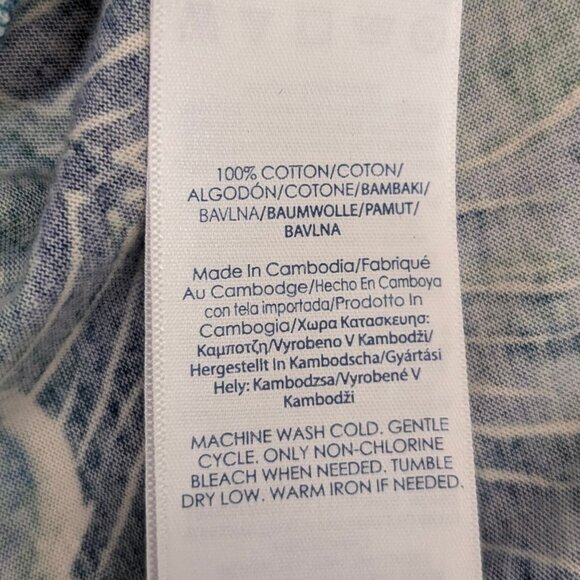 100% COTTON/COTON/
ALGODÓN/COTONE/BAMBAKI/
BAVLNA/BAUMWOLLE/PAMUT/
BAVLNA
Made In Cambodia/Fabriqué
Au Cambodge/Hecho En Camboya
con tela importada/Prodotto In
Cambogia/Χωρα Κατασκευησ:
Καμποτζη/Vyrobeno V Kambodži/
Hergestellt In Kambodscha/Gyártási
Hely: Kambodzsa/Vyrobené V
Kambodži
MACHINE WASH COLD. GENTLE
CYCLE. ONLY NON-CHLORINE
BLEACH WHEN NEEDED. TUMBLE
DRY LOW. WARM IRON IF NEEDED.